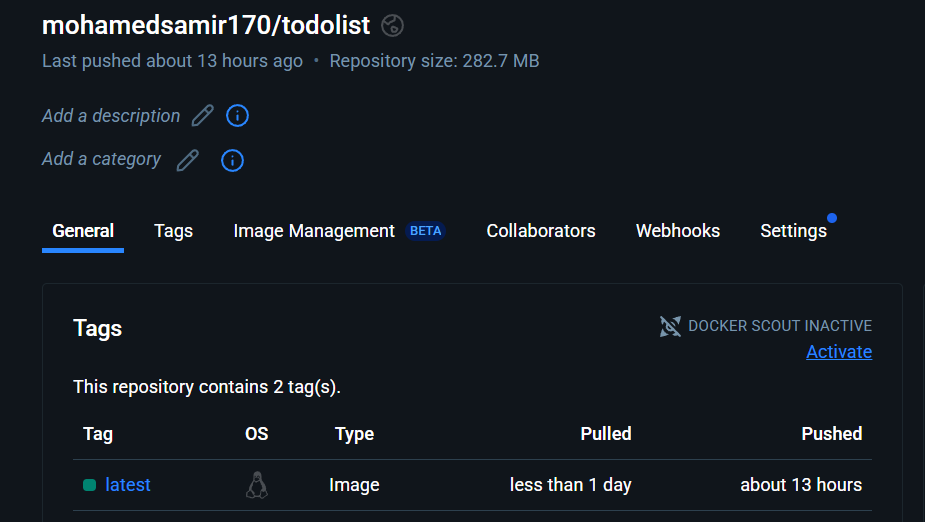 mohamedsamir170/todolist
Last pushed about 13 hours ago • Repository size: 282.7 MB
Add a description
Add a category
General Tags Image Management BETA Collaborators Webhooks Settings
Tags
DOCKER SCOUT INACTIVE
Activate
This repository contains 2 tag(s).
Tag OS Type Pulled Pushed
latest Image less than 1 day about 13 hours